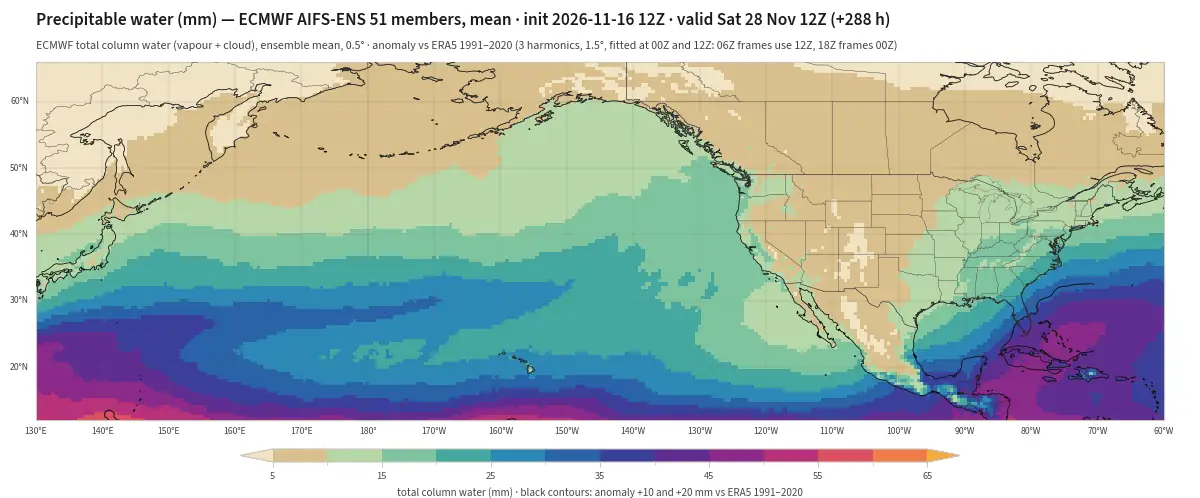 Precipitable water (mm) — ECMWF AIFS-ENS 51 members, mean · init 2026-11-16 12Z · valid Sat 28 Nov 12Z (+288 h)
ECMWF total column water (vapour + cloud), ensemble mean, 0.5° · anomaly vs ERA5 1991–2020 (3 harmonics, 1.5°, fitted at 00Z and 12Z: 06Z frames use 12Z, 18Z frames 00Z)
60°N
50°N
40°N
30°N
20°N
130°E 140°E 150°E 160°E 170°E 180° 170°W 160°W 150°W 140°W 130°W 120°W 110°W 100°W 90°W 80°W 70°W 60°W
5 15 25 35 45 55 65
total column water (mm) · black contours: anomaly +10 and +20 mm vs ERA5 1991–2020